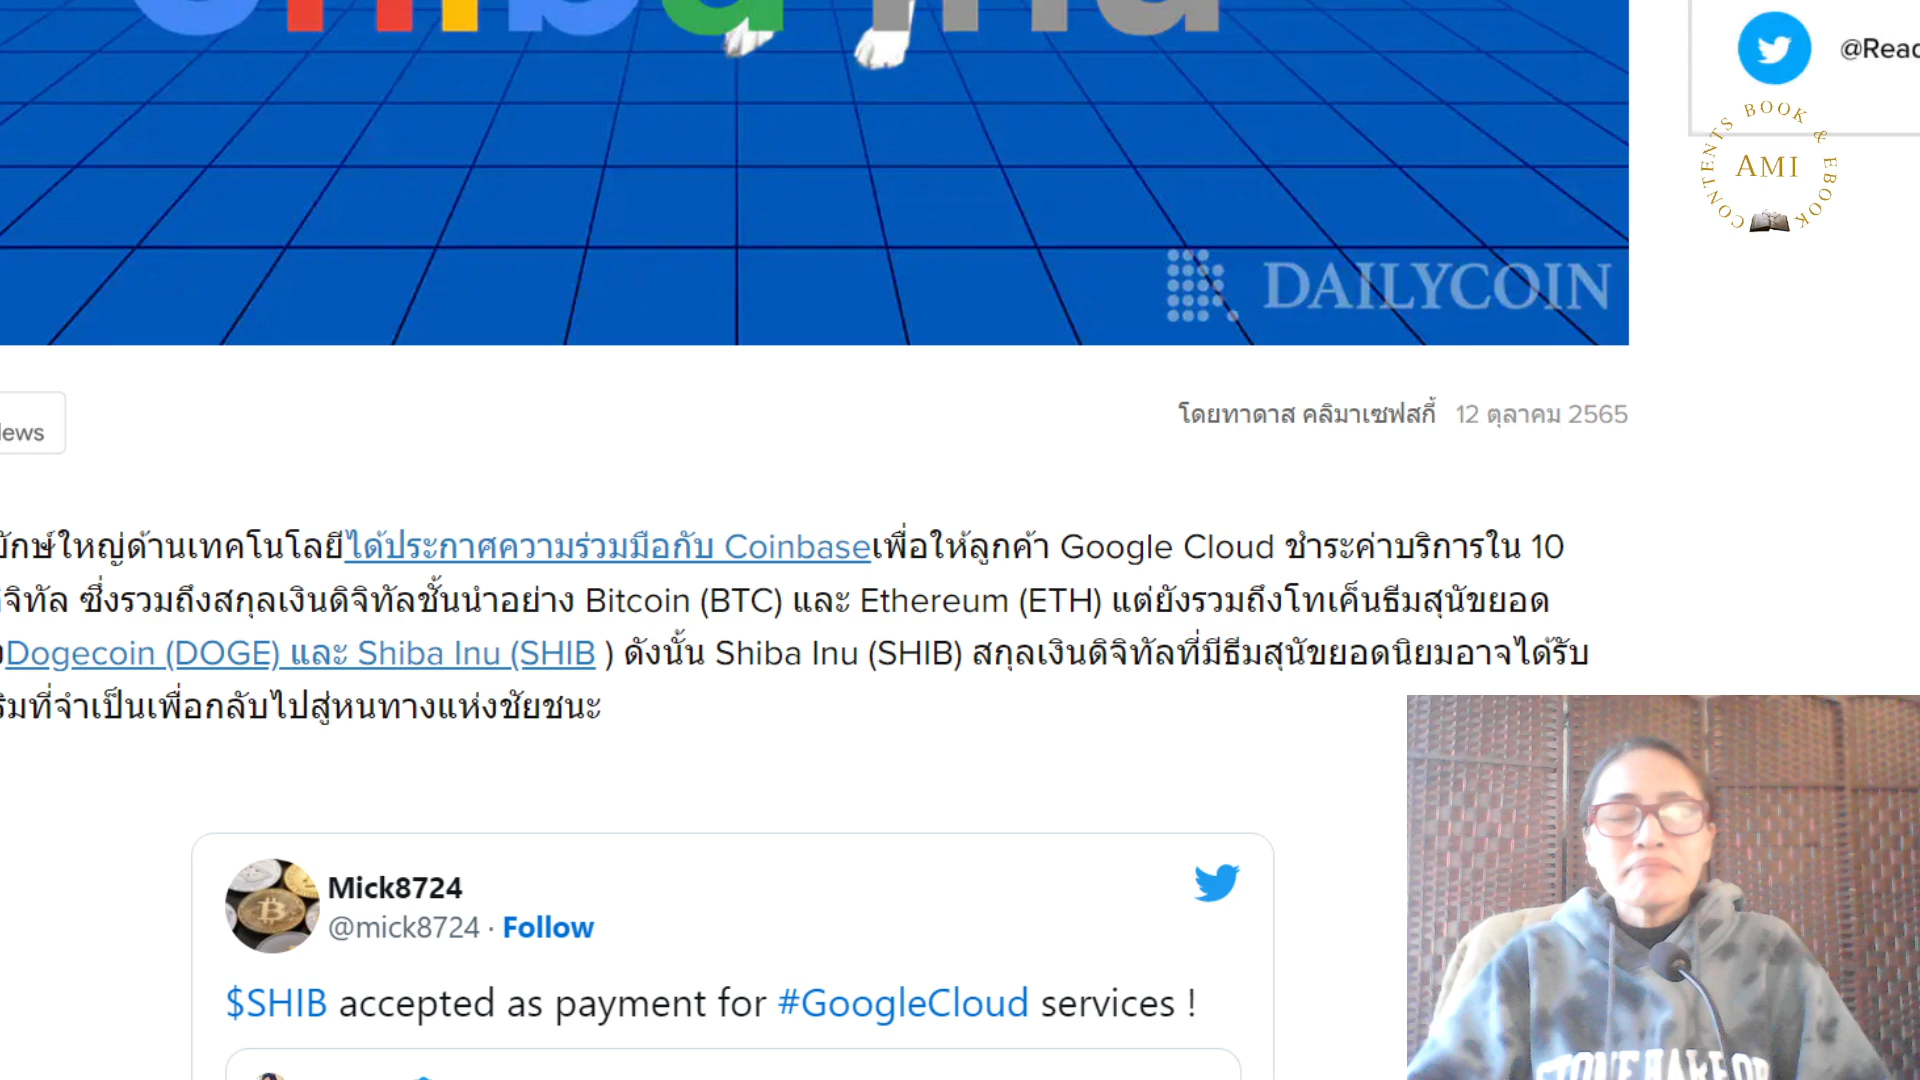 Shiba Inu
@Reac
CONTENTS BOOK & EBOOK
AMI
DAILYCOIN
News
โดยทาดาส คลิมาเซฟสกี้ 12 ตุลาคม 2565
ยักษ์ใหญ่ด้านเทคโนโลยีได้ประกาศความร่วมมือกับ Coinbaseเพื่อให้ลูกค้า Google Cloud ชำระค่าบริการใน 10
จิทัล ซึ่งรวมถึงสกุลเงินดิจิทัลชั้นนำอย่าง Bitcoin (BTC) และ Ethereum (ETH) แต่ยังรวมถึงโทเค็นธีมสุนัขยอด
Dogecoin (DOGE) และ Shiba Inu (SHIB ) ดังนั้น Shiba Inu (SHIB) สกุลเงินดิจิทัลที่มีธีมสุนัขยอดนิยมอาจได้รับ
ริมที่จำเป็นเพื่อกลับไปสู่หนทางแห่งชัยชนะ
Mick8724
@mick8724 · Follow
$SHIB accepted as payment for #GoogleCloud services !